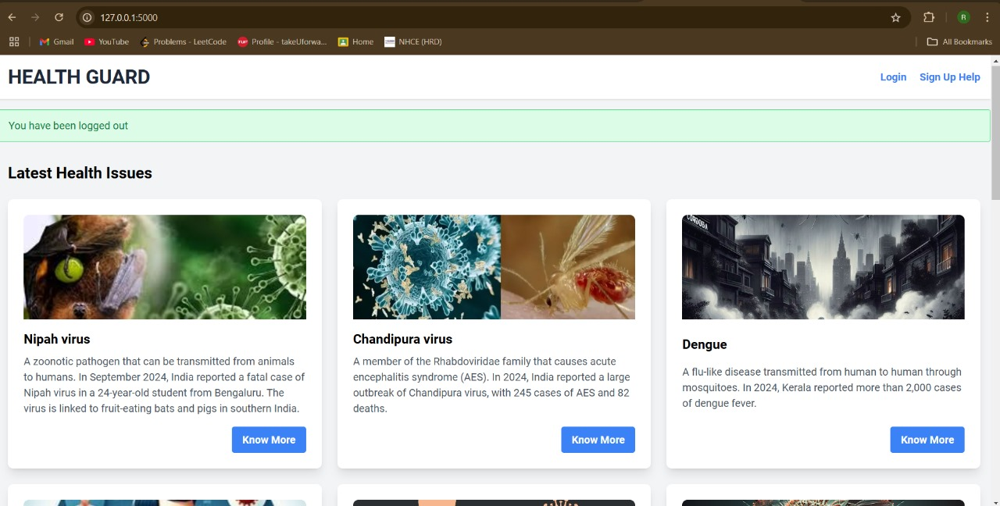 127.0.0.1:5000
R
Gmail
YouTube
Problems - LeetCode
TUF
Profile - takeUforwa...
Home
NHCE (HRD)
All Bookmarks
HEALTH GUARD
Login
Sign Up Help
You have been logged out
Latest Health Issues
CORDOBA
Nipah virus
A zoonotic pathogen that can be transmitted from animals
to humans. In September 2024, India reported a fatal case of
Nipah virus in a 24-year-old student from Bengaluru. The
virus is linked to fruit-eating bats and pigs in southern India.
Know More
Chandipura virus
A member of the Rhabdoviridae family that causes acute
encephalitis syndrome (AES). In 2024, India reported a large
outbreak of Chandipura virus, with 245 cases of AES and 82
deaths.
Know More
Dengue
A flu-like disease transmitted from human to human through
mosquitoes. In 2024, Kerala reported more than 2,000 cases
of dengue fever.
Know More